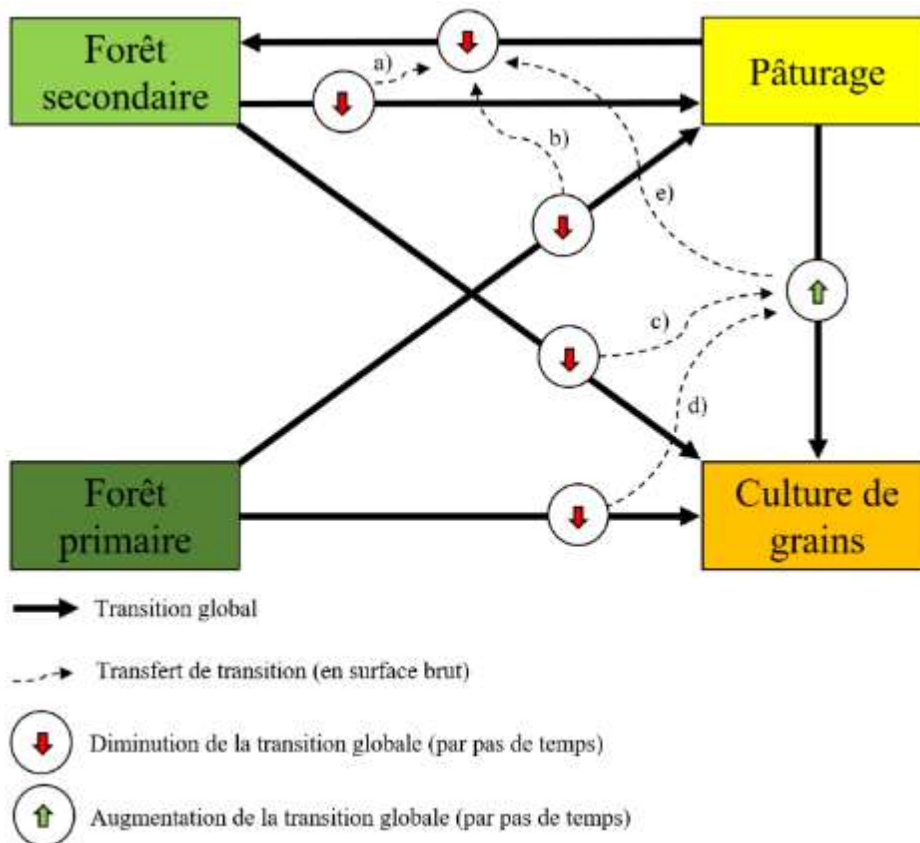 Forêt
secondaire
Pâturage
a)
b)
e)
c)
d)
Forêt
primaire
Culture de
grains
Transition global
Transfert de transition (en surface brut)
Diminution de la transition globale (par pas de temps)
Augmentation de la transition globale (par pas de temps)